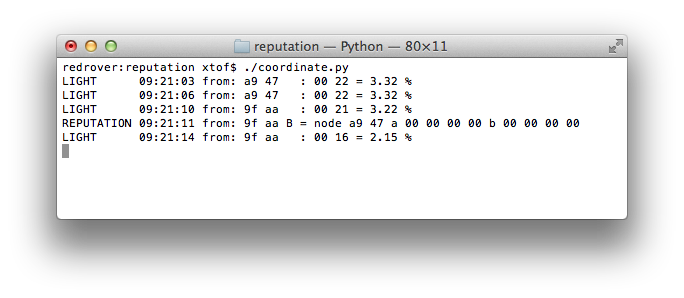 reputation — Python — 80×11
redrover:reputation xtof$ ./coordinate.py
LIGHT      09:21:03 from: a9 47   : 00 22 = 3.32 %
LIGHT      09:21:06 from: a9 47   : 00 22 = 3.32 %
LIGHT      09:21:10 from: 9f aa   : 00 21 = 3.22 %
REPUTATION 09:21:11 from: 9f aa B = node a9 47 a 00 00 00 00 b 00 00 00 00
LIGHT      09:21:14 from: 9f aa   : 00 16 = 2.15 %